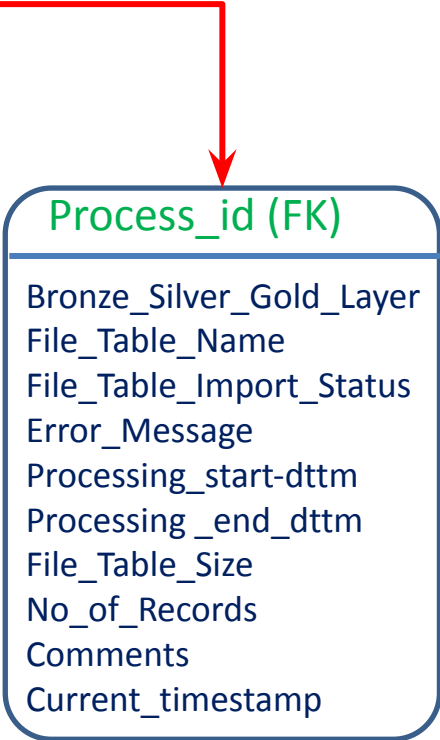 Process_id (FK)
Bronze_Silver_Gold_Layer
File_Table_Name
File_Table_Import_Status
Error_Message
Processing_start-dttm
Processing _end_dttm
File_Table_Size
No_of_Records
Comments
Current_timestamp